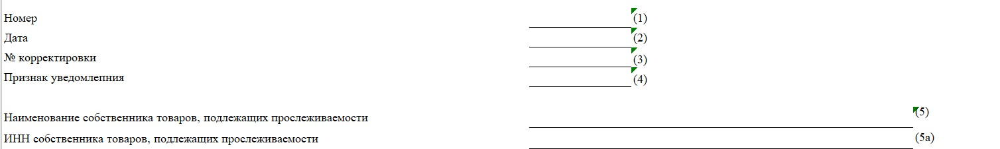 Номер (1)
Дата (2)
№ корректировки (3)
Признак уведомлепния (4)
Наименование собственника товаров, подлежащих прослеживаемости (5)
ИНН собственника товаров, подлежащих прослеживаемости (5а)